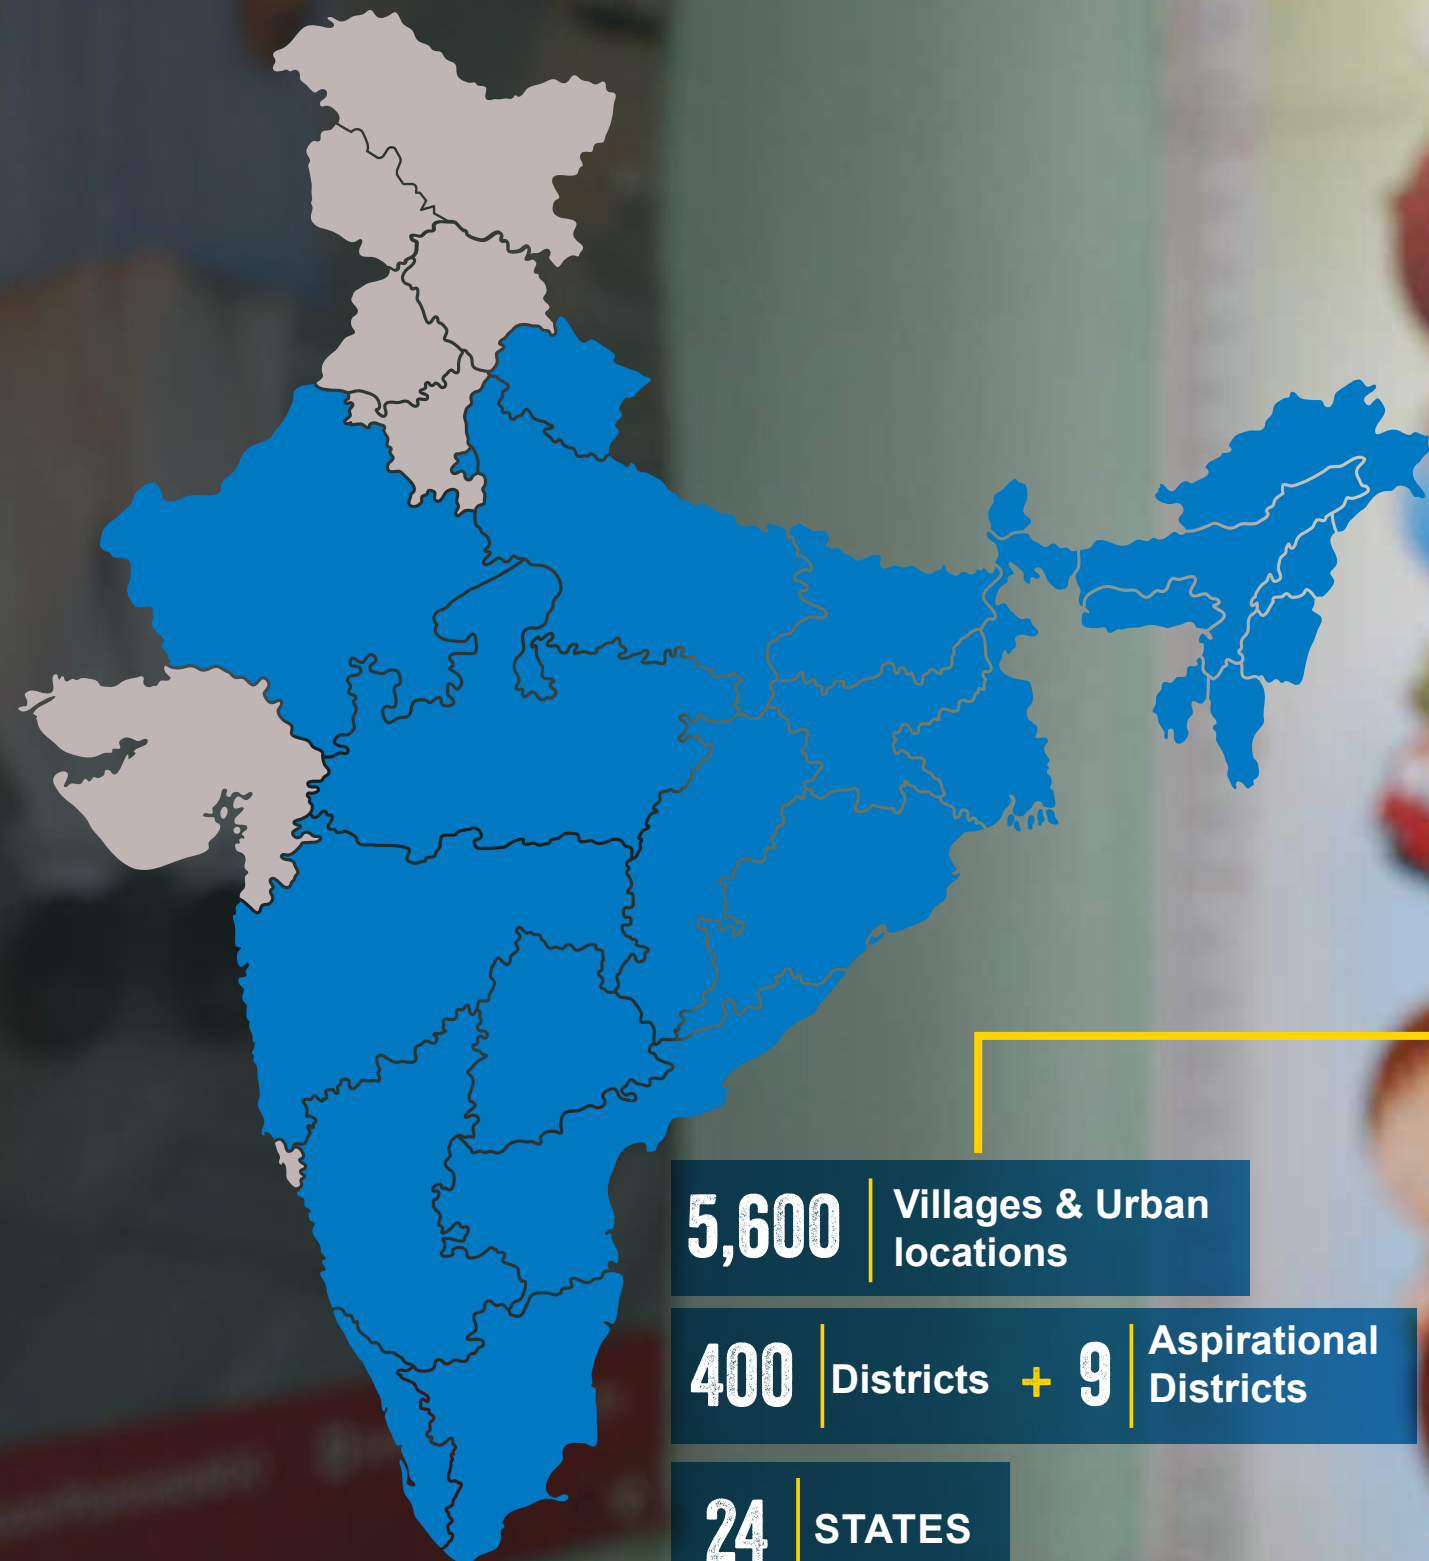 5,600
Villages & Urban
locations
400
Districts
+
9
Aspirational
Districts
24
STATES